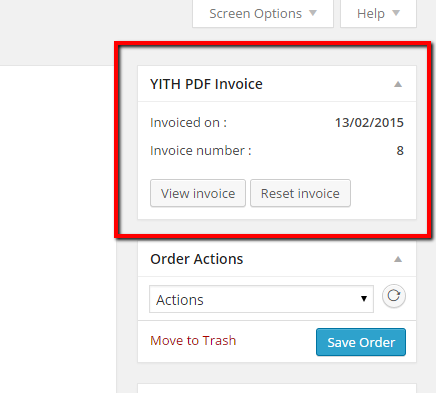 Screen Options Help
YITH PDF Invoice
Invoiced on : 13/02/2015
Invoice number : 8
View invoice Reset invoice
Order Actions
Actions
Move to Trash Save Order